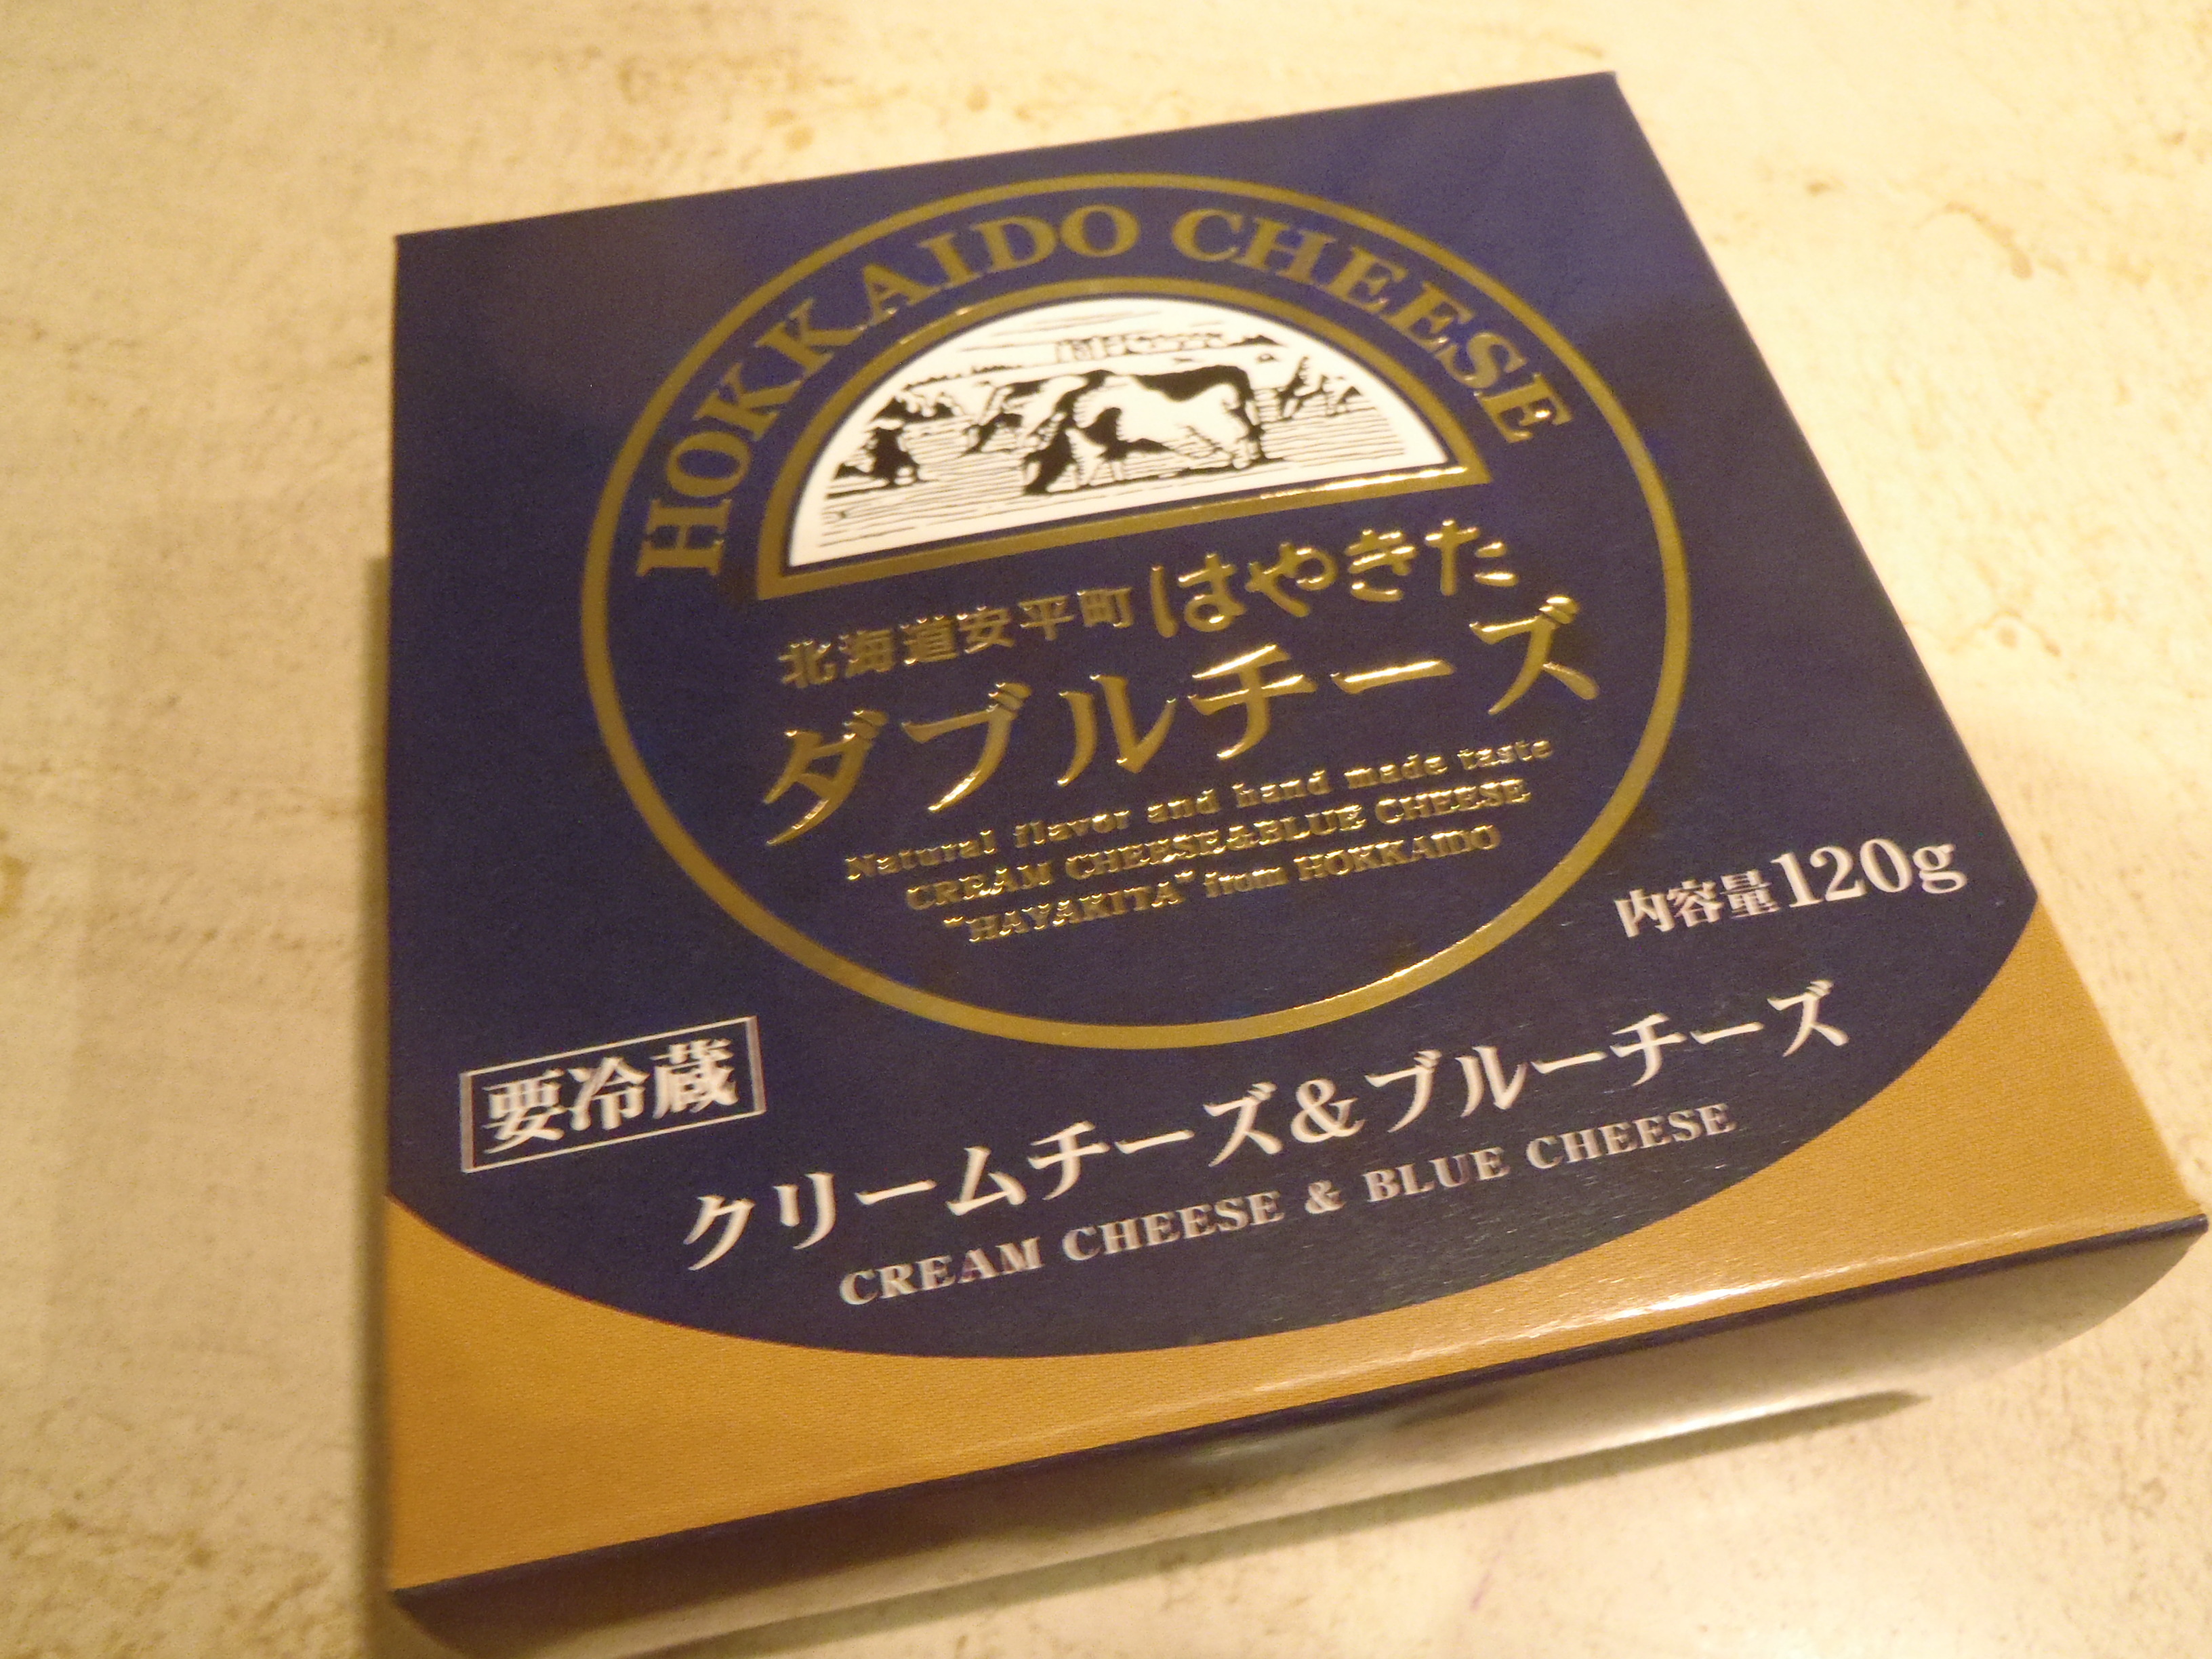 HOKKAIDO CHEESE
北海道安平町はやきた
ダブルチーズ
Natural flavor and hand made taste
CREAM CHEESE&BLUE CHEESE
"HAYAKITA" from HOKKAIDO
内容量120g
要冷蔵
クリームチーズ&ブルーチーズ
CREAM CHEESE & BLUE CHEESE